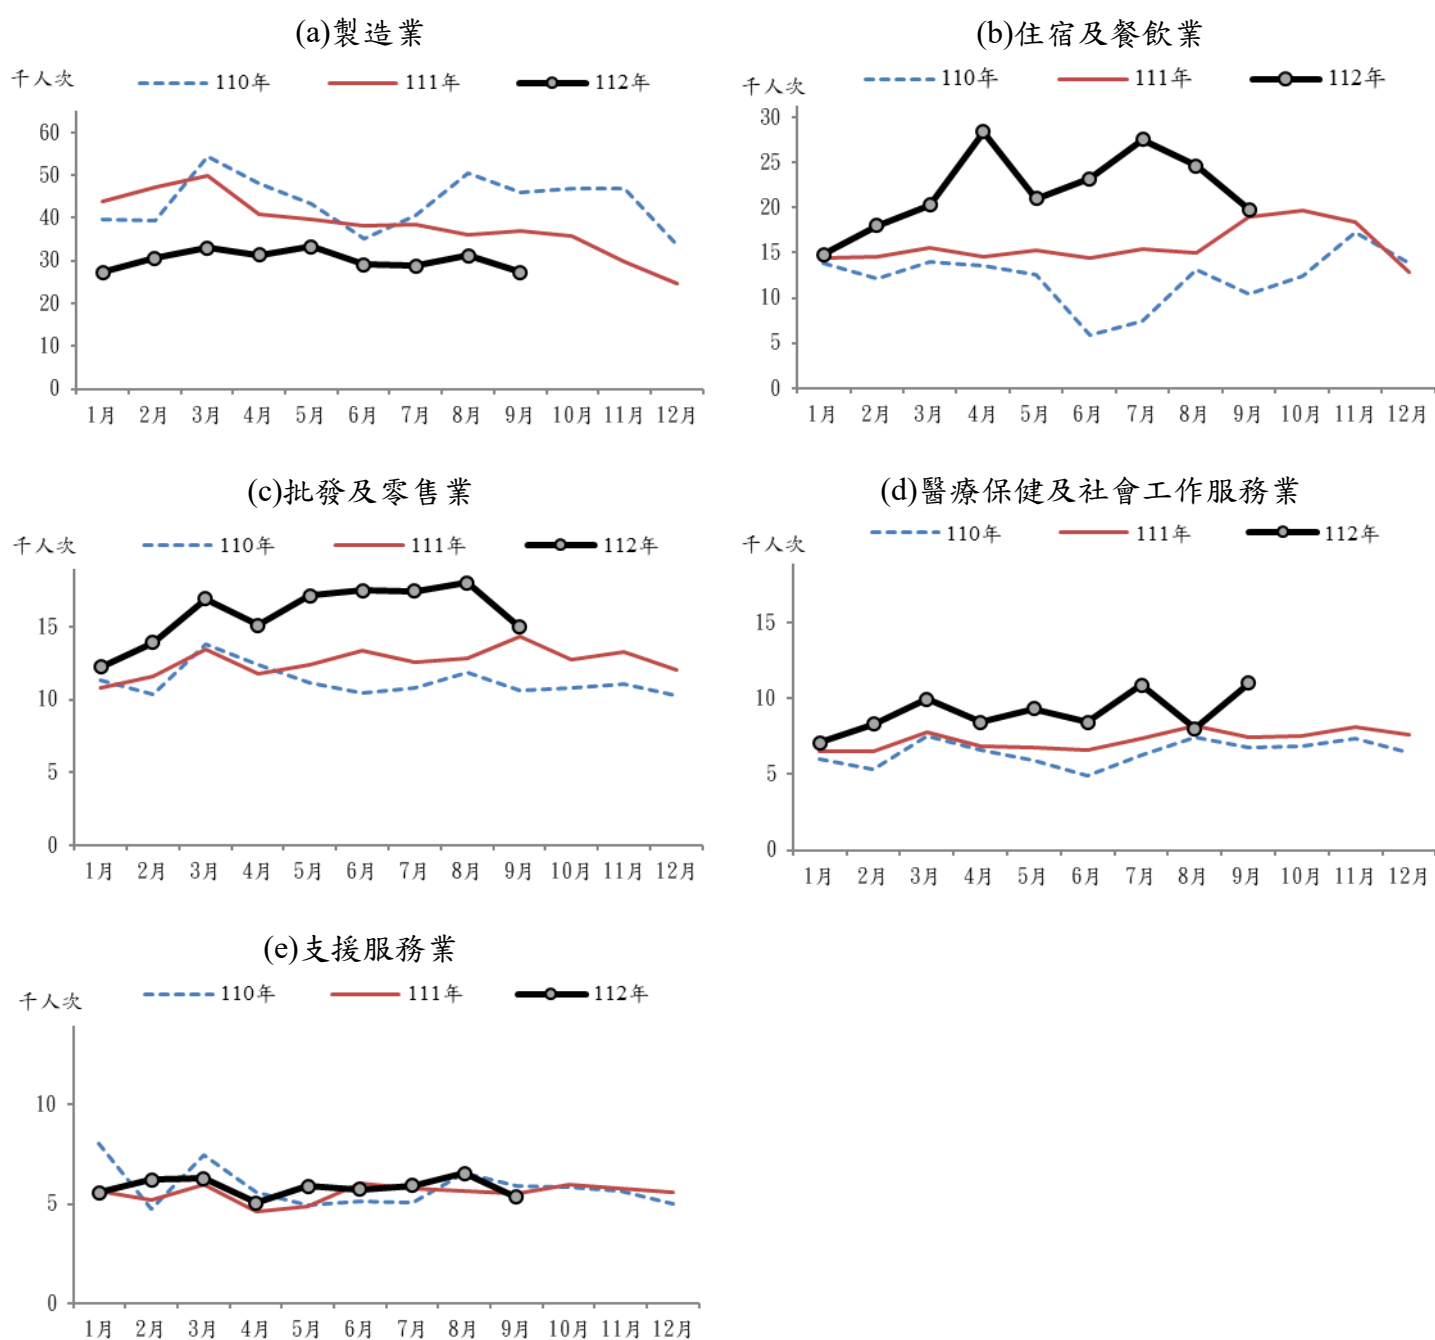 (a)製造業
千人次
110年 111年 112年
60
50
40
30
20
10
0
1月 2月 3月 4月 5月 6月 7月 8月 9月 10月 11月 12月
(b)住宿及餐飲業
千人次
110年 111年 112年
30
25
20
15
10
5
0
1月 2月 3月 4月 5月 6月 7月 8月 9月 10月 11月 12月
(c)批發及零售業
千人次
110年 111年 112年
15
10
5
0
1月 2月 3月 4月 5月 6月 7月 8月 9月 10月 11月 12月
(d)醫療保健及社會工作服務業
千人次
110年 111年 112年
15
10
5
0
1月 2月 3月 4月 5月 6月 7月 8月 9月 10月 11月 12月
(e)支援服務業
千人次
110年 111年 112年
10
5
0
1月 2月 3月 4月 5月 6月 7月 8月 9月 10月 11月 12月